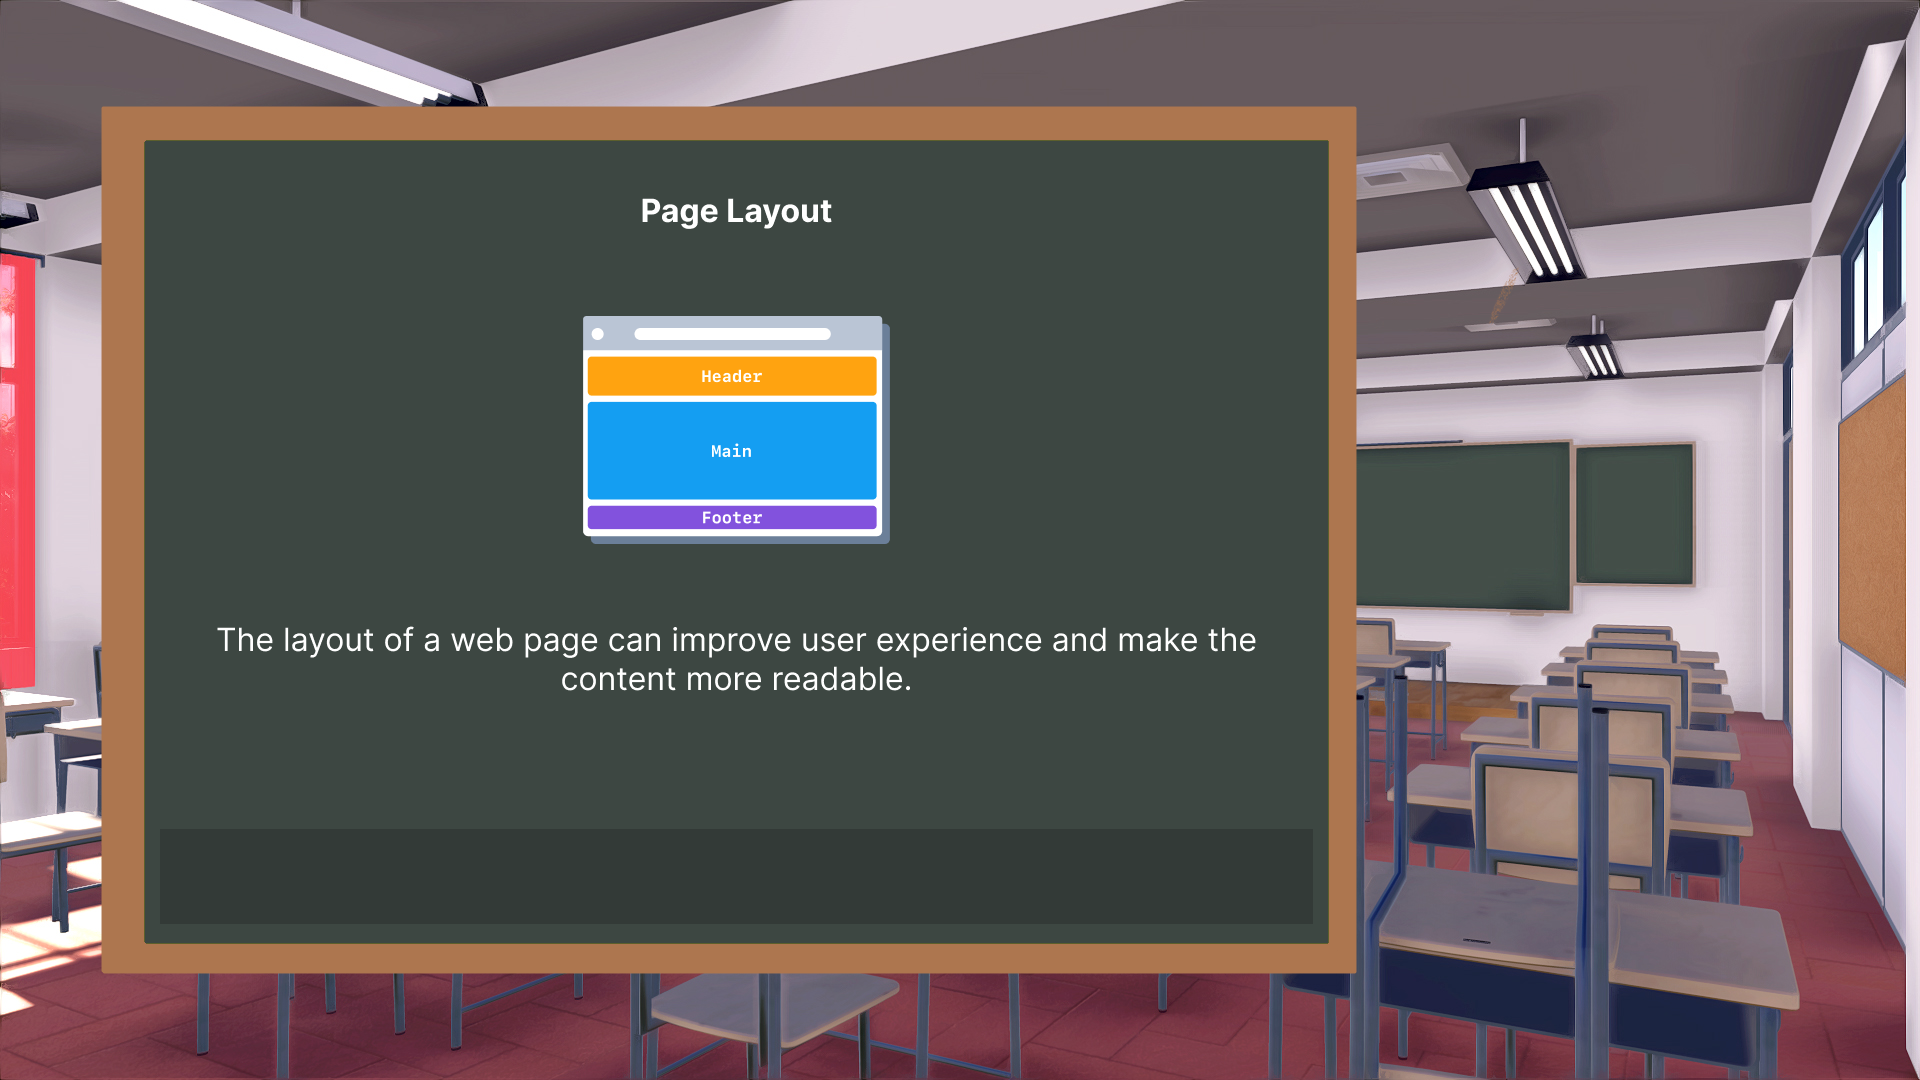 Page Layout
Header
Main
Footer
The layout of a web page can improve user experience and make the
content more readable.